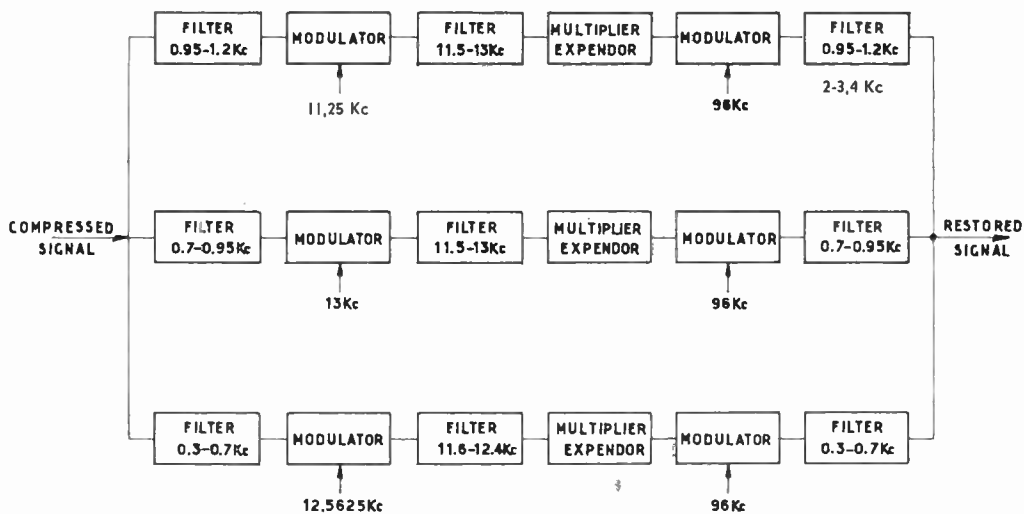 FILTER
0.95-1.2Kc
MODULATOR
FILTER
11.5-13Kc
MULTIPLIER
EXPENDOR
MODULATOR
FILTER
0.95-1.2Kc
11,25 Kc
96Kc
2-3,4 Kc
COMPRESSED
SIGNAL
FILTER
0.7-0.95Kc
MODULATOR
FILTER
11.5-13Kc
MULTIPLIER
EXPENDOR
MODULATOR
FILTER
0.7-0.95Kc
RESTORED
SIGNAL
13Kc
96Kc
FILTER
0.3-0.7Kc
MODULATOR
FILTER
11.6-12.4Kc
MULTIPLIER
EXPENDOR
MODULATOR
FILTER
0.3-0.7Kc
12,5625Kc
96Kc